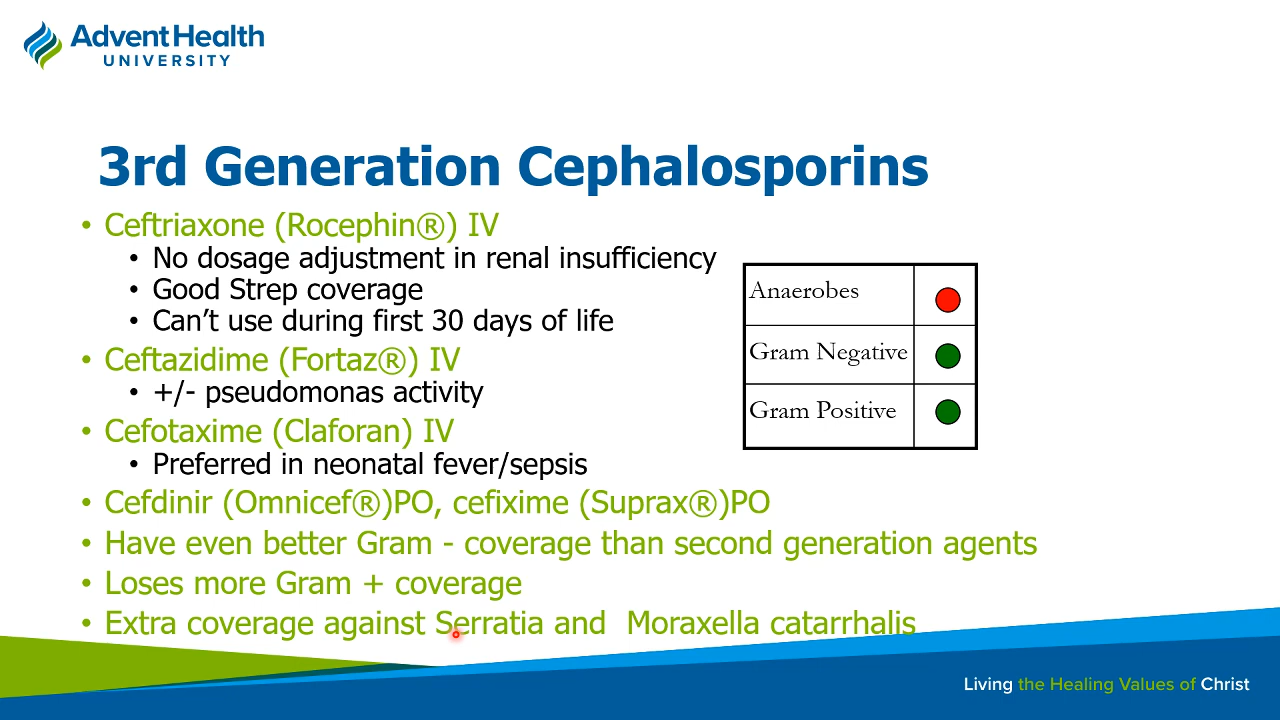 AdventHealth
UNIVERSITY
3rd Generation Cephalosporins
• Ceftriaxone (Rocephin®) IV
• No dosage adjustment in renal insufficiency
• Good Strep coverage
• Can’t use during first 30 days of life
• Ceftazidime (Fortaz®) IV
• +/- pseudomonas activity
• Cefotaxime (Claforan) IV
• Preferred in neonatal fever/sepsis
• Cefdinir (Omnicef®)PO, cefixime (Suprax®)PO
• Have even better Gram - coverage than second generation agents
• Loses more Gram + coverage
• Extra coverage against Serratia and  Moraxella catarrhalis
Anaerobes
Gram Negative
Gram Positive
Living the Healing Values of Christ